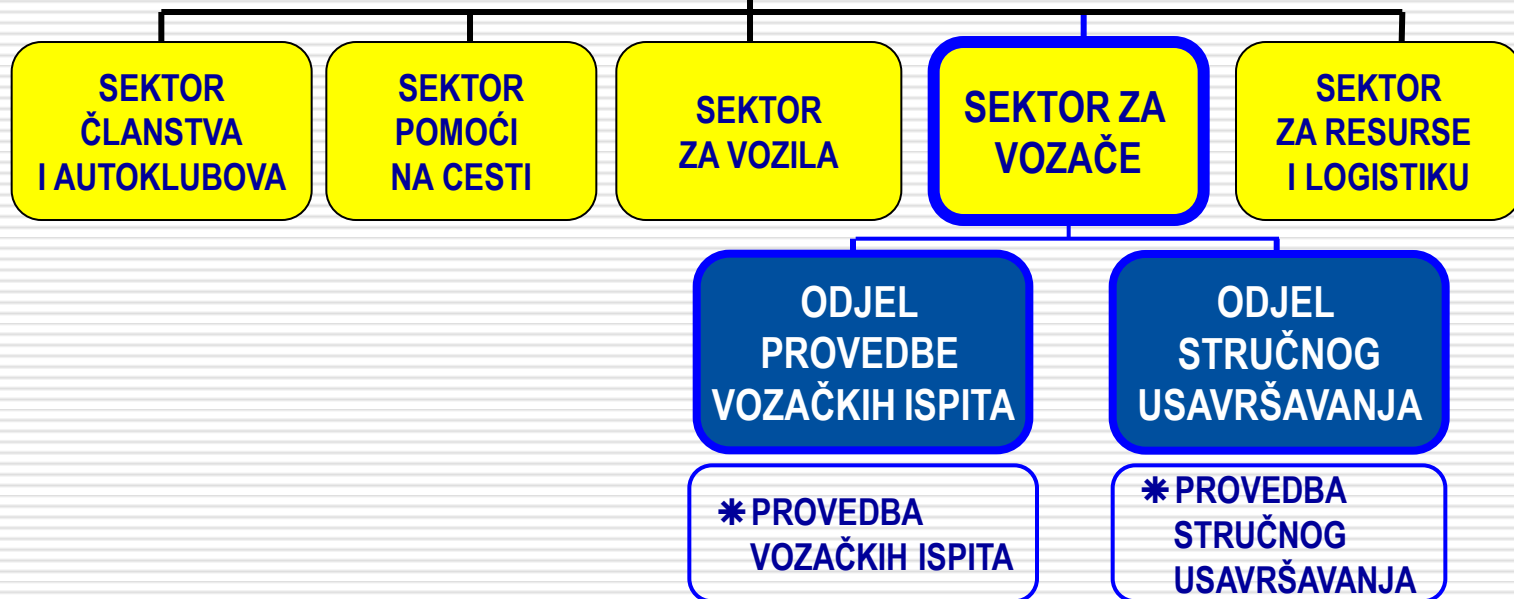 SEKTOR
ČLANSTVA
I AUTOKLUBOVA
SEKTOR
POMOĆI
NA CESTI
SEKTOR
ZA VOZILA
SEKTOR ZA
VOZAČE
SEKTOR
ZA RESURSE
I LOGISTIKU
ODJEL
PROVEDBE
VOZAČKIH ISPITA
ODJEL
STRUČNOG
USAVRŠAVANJA
✱ PROVEDBA
VOZAČKIH ISPITA
✱ PROVEDBA
STRUČNOG
USAVRŠAVANJA